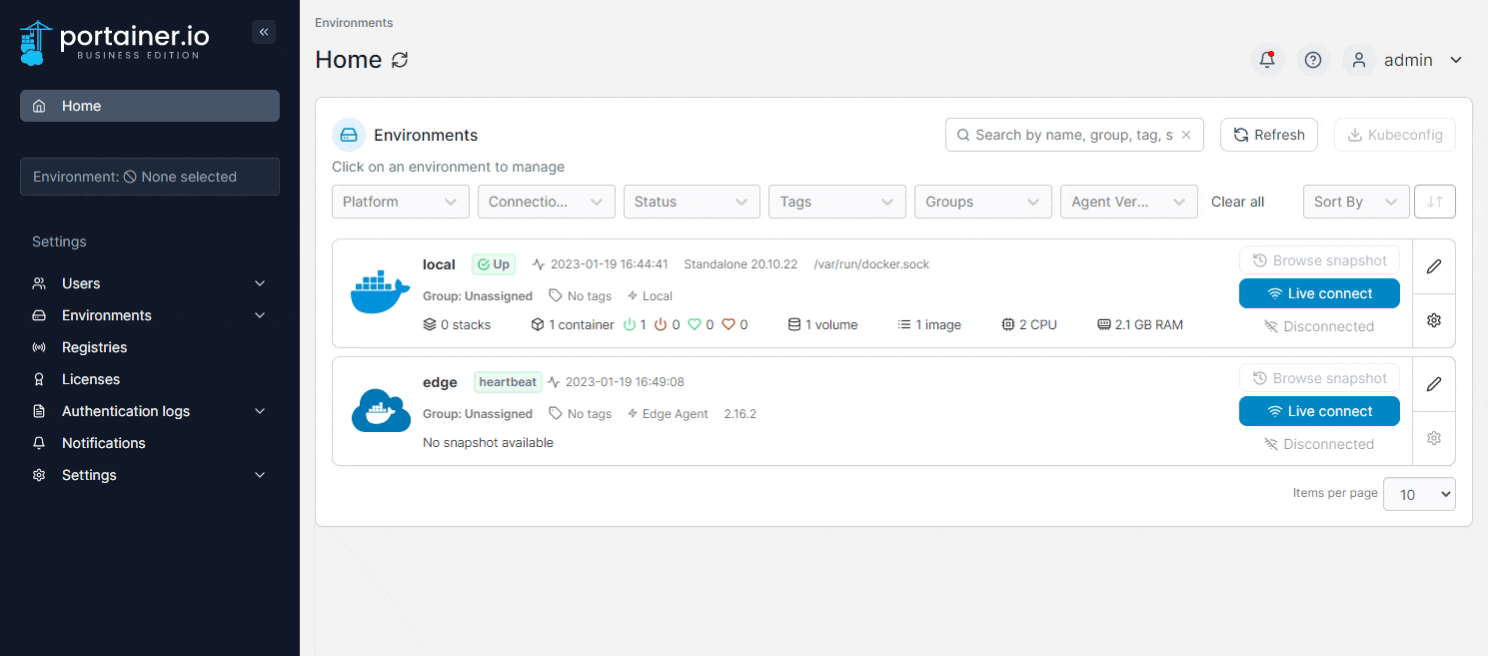 portainer.io
BUSINESS EDITION
«
Home
Environment: None selected
Settings
Users
Environments
Registries
Licenses
Authentication logs
Notifications
Settings
Environments
Home
admin
Environments
Search by name, group, tag, s
Refresh
Kubeconfig
Click on an environment to manage
Platform Connectio... Status Tags Groups Agent Ver... Clear all Sort By
local Up 2023-01-19 16:44:41 Standalone 20.10.22 /var/run/docker.sock
Group: Unassigned No tags Local
0 stacks 1 container 1 0 0 0 1 volume 1 image 2 CPU 2.1 GB RAM
Browse snapshot
Live connect
Disconnected
edge heartbeat 2023-01-19 16:49:08
Group: Unassigned No tags Edge Agent 2.16.2
No snapshot available
Browse snapshot
Live connect
Disconnected
Items per page 10